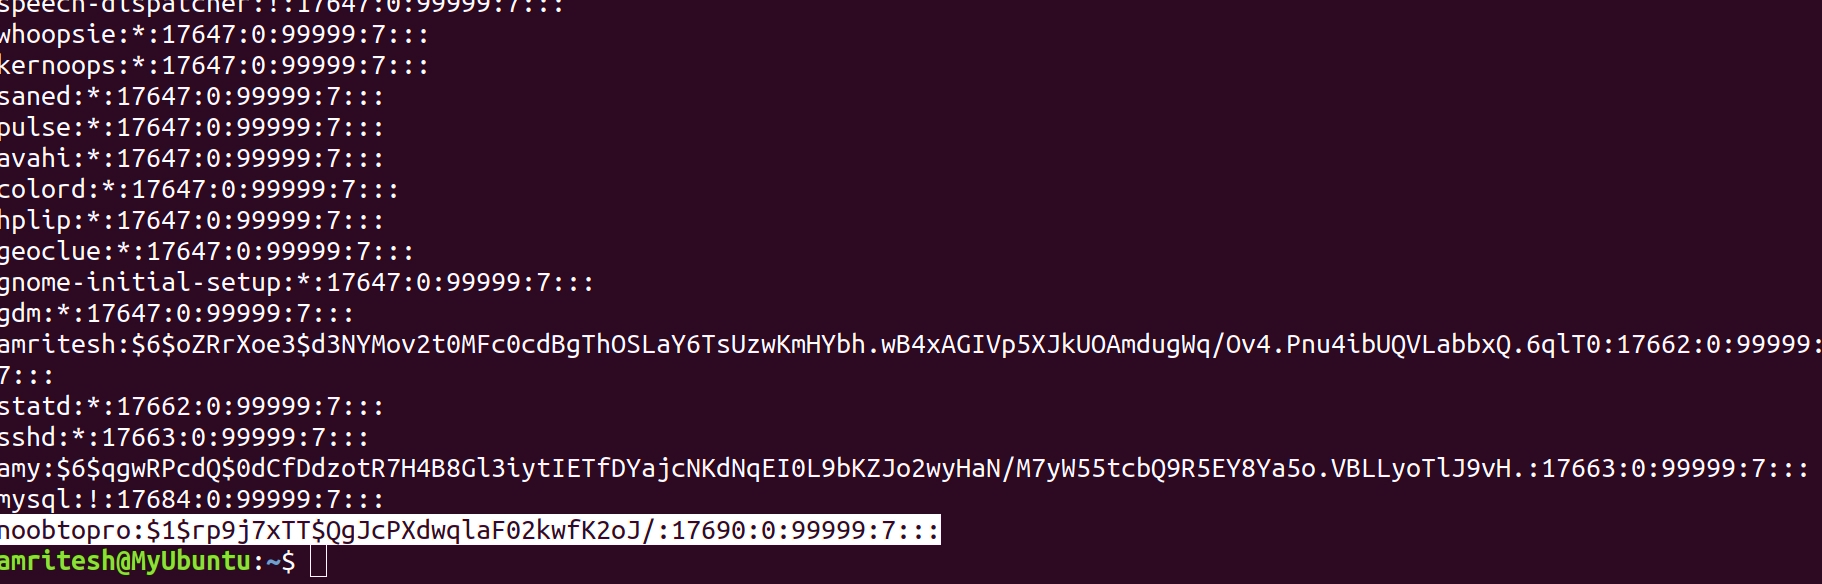 speech-dispatcher:!:17647:0:99999:7:::
whoopsie:*:17647:0:99999:7:::
kernoops:*:17647:0:99999:7:::
saned:*:17647:0:99999:7:::
pulse:*:17647:0:99999:7:::
avahi:*:17647:0:99999:7:::
colord:*:17647:0:99999:7:::
hplip:*:17647:0:99999:7:::
geoclue:*:17647:0:99999:7:::
gnome-initial-setup:*:17647:0:99999:7:::
gdm:*:17647:0:99999:7:::
amritesh:$6$oZRrXoe3$d3NYMov2t0MFc0cdBgThOSLaY6TsUzwKmHYbh.wB4xAGIVp5XJkUOAmdugWq/Ov4.Pnu4ibUQVLabbxQ.6qlT0:17662:0:99999:
7:::
statd:*:17662:0:99999:7:::
sshd:*:17663:0:99999:7:::
amy:$6$qgwRPcdQ$0dCfDdzotR7H4B8Gl3iytIETfDYajcNKdNqEI0L9bKZJo2wyHaN/M7yW55tcbQ9R5EY8Ya5o.VBLLyoTlJ9vH.:17663:0:99999:7:::
mysql:!:17684:0:99999:7:::
noobtopro:$1$rp9j7xTT$QgJcPXdwqlaF02kwfK2oJ/:17690:0:99999:7:::
amritesh@MyUbuntu:~$